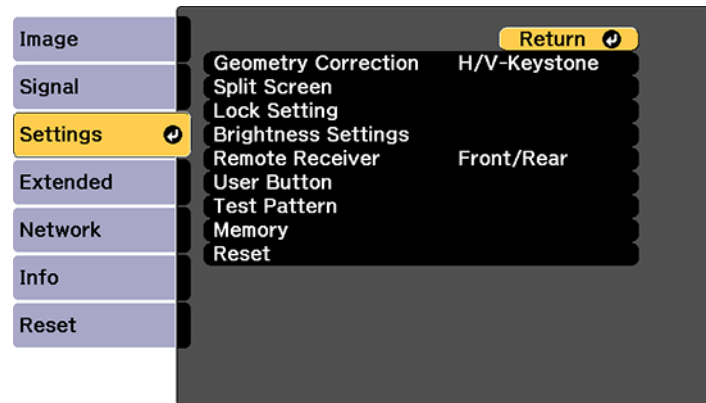 Image
Signal
Settings
Extended
Network
Info
Reset
Return
Geometry Correction H/V-Keystone
Split Screen
Lock Setting
Brightness Settings
Remote Receiver Front/Rear
User Button
Test Pattern
Memory
Reset